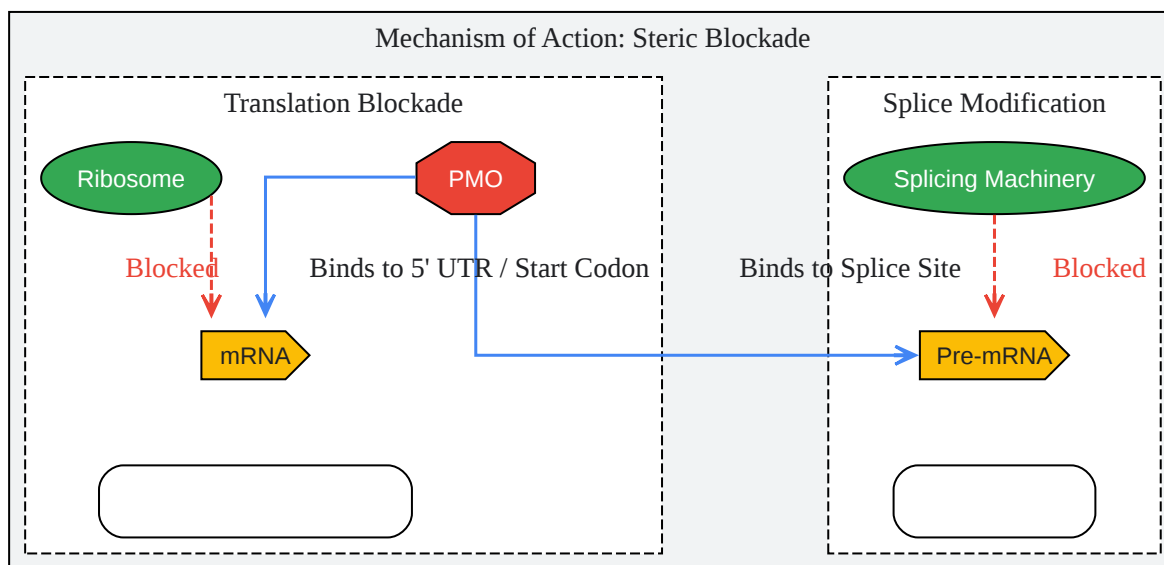 Mechanism of Action: Steric Blockade
Translation Blockade
Splice Modification
Ribosome
PMO
Splicing Machinery
Blocked
Binds to 5' UTR / Start Codon
Binds to Splice Site
Blocked
mRNA
Pre-mRNA